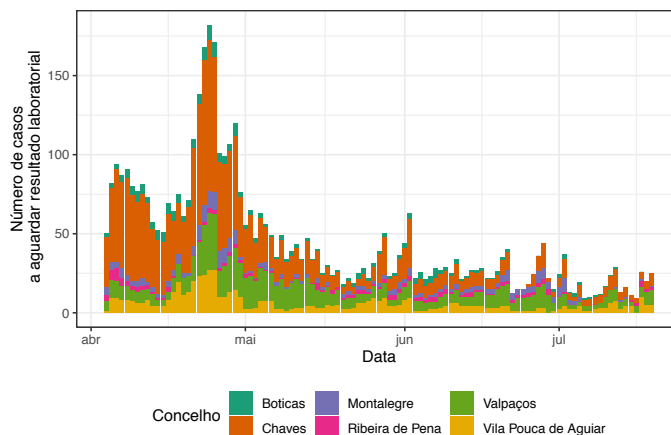 Número de casos
a aguardar resultado laboratorial
150
100
50
0
abr
mai
jun
jul
Data
Concelho
Boticas
Montalegre
Valpaços
Chaves
Ribeira de Pena
Vila Pouca de Aguiar